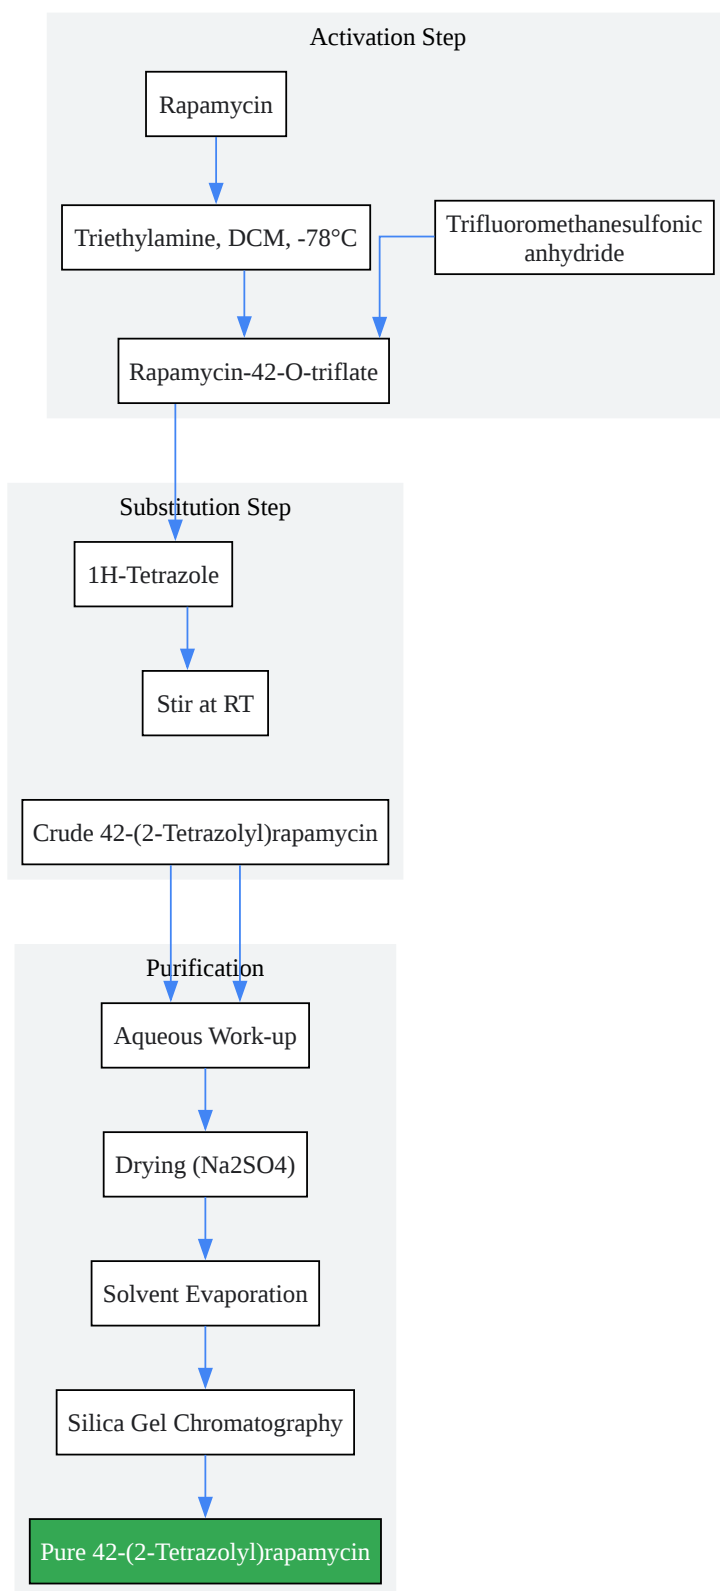 Activation Step
Rapamycin
Triethylamine, DCM, -78°C
Trifluoromethanesulfonic
anhydride
Rapamycin-42-O-triflate
Substitution Step
1H-Tetrazole
Stir at RT
Crude 42-(2-Tetrazolyl)rapamycin
Purification
Aqueous Work-up
Drying (Na2SO4)
Solvent Evaporation
Silica Gel Chromatography
Pure 42-(2-Tetrazolyl)rapamycin